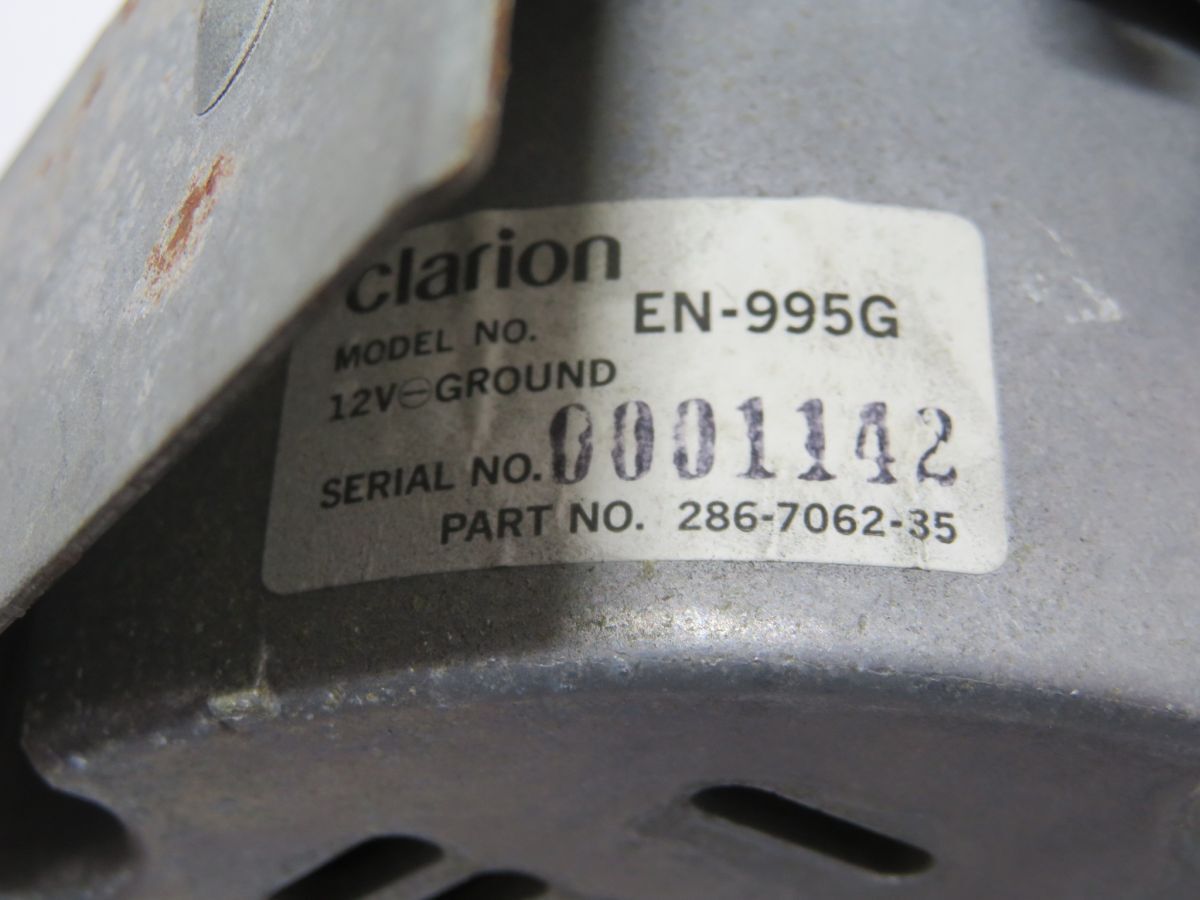 clarion
MODEL NO. EN-995G
12V⊖GROUND
SERIAL NO. 0001142
PART NO. 286-7062-35